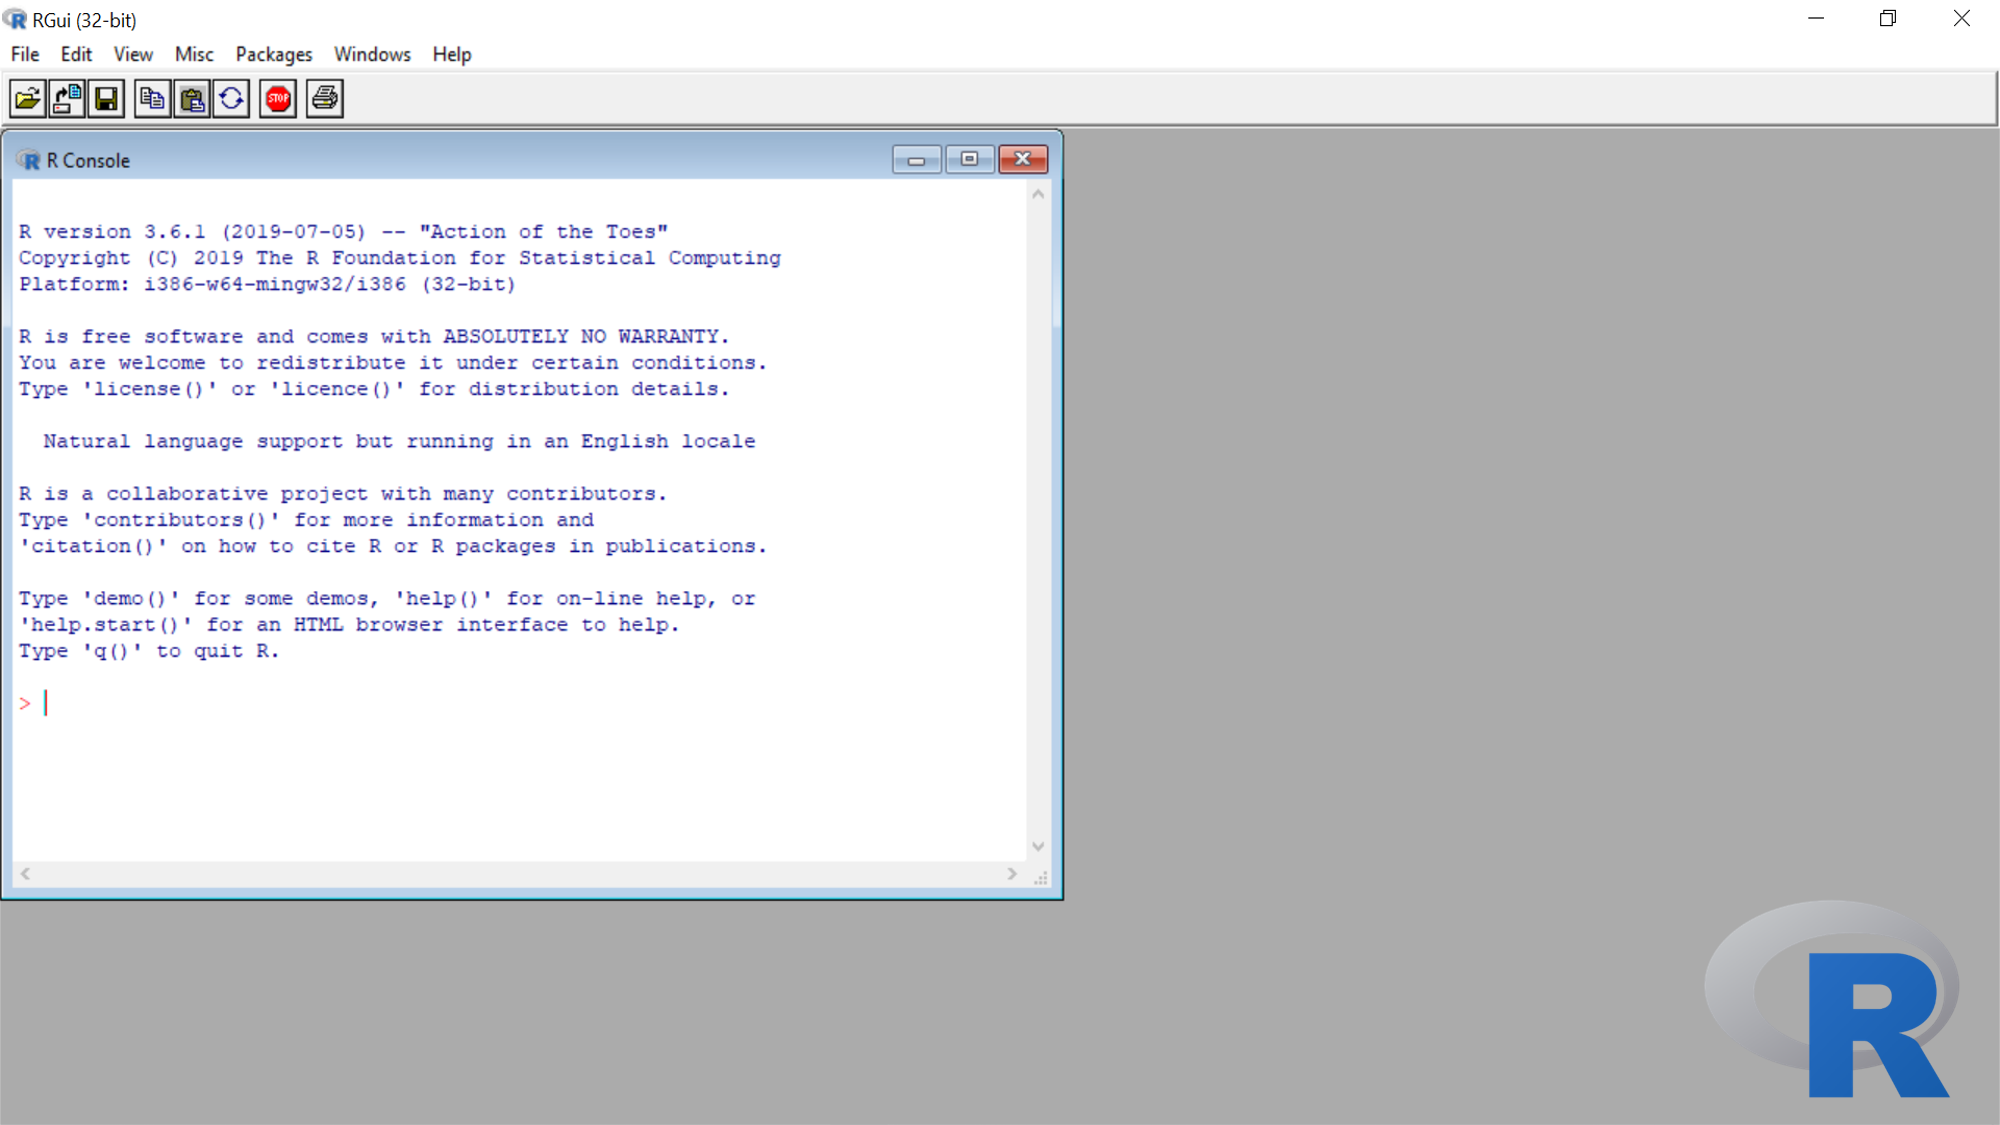 RGui (32-bit)
File Edit View Misc Packages Windows Help
STOP
R Console
R version 3.6.1 (2019-07-05) -- "Action of the Toes"
Copyright (C) 2019 The R Foundation for Statistical Computing
Platform: i386-w64-mingw32/i386 (32-bit)
R is free software and comes with ABSOLUTELY NO WARRANTY.
You are welcome to redistribute it under certain conditions.
Type 'license()' or 'licence()' for distribution details.
Natural language support but running in an English locale
R is a collaborative project with many contributors.
Type 'contributors()' for more information and
'citation()' on how to cite R or R packages in publications.
Type 'demo()' for some demos, 'help()' for on-line help, or
'help.start()' for an HTML browser interface to help.
Type 'q()' to quit R.
>
R